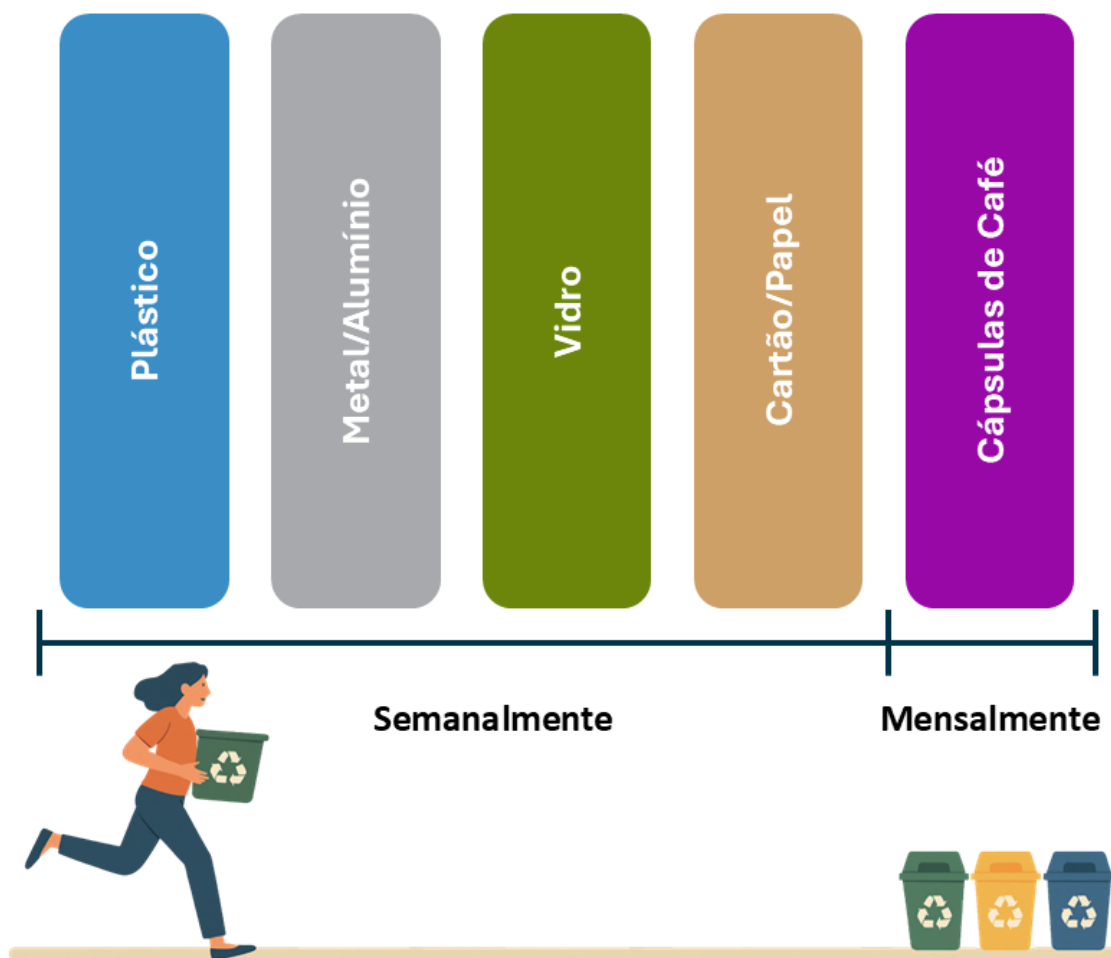 Plástico
Metal/Alumínio
Vidro
Cartão/Papel
Cápsulas de Café
Semanalmente
Mensalmente